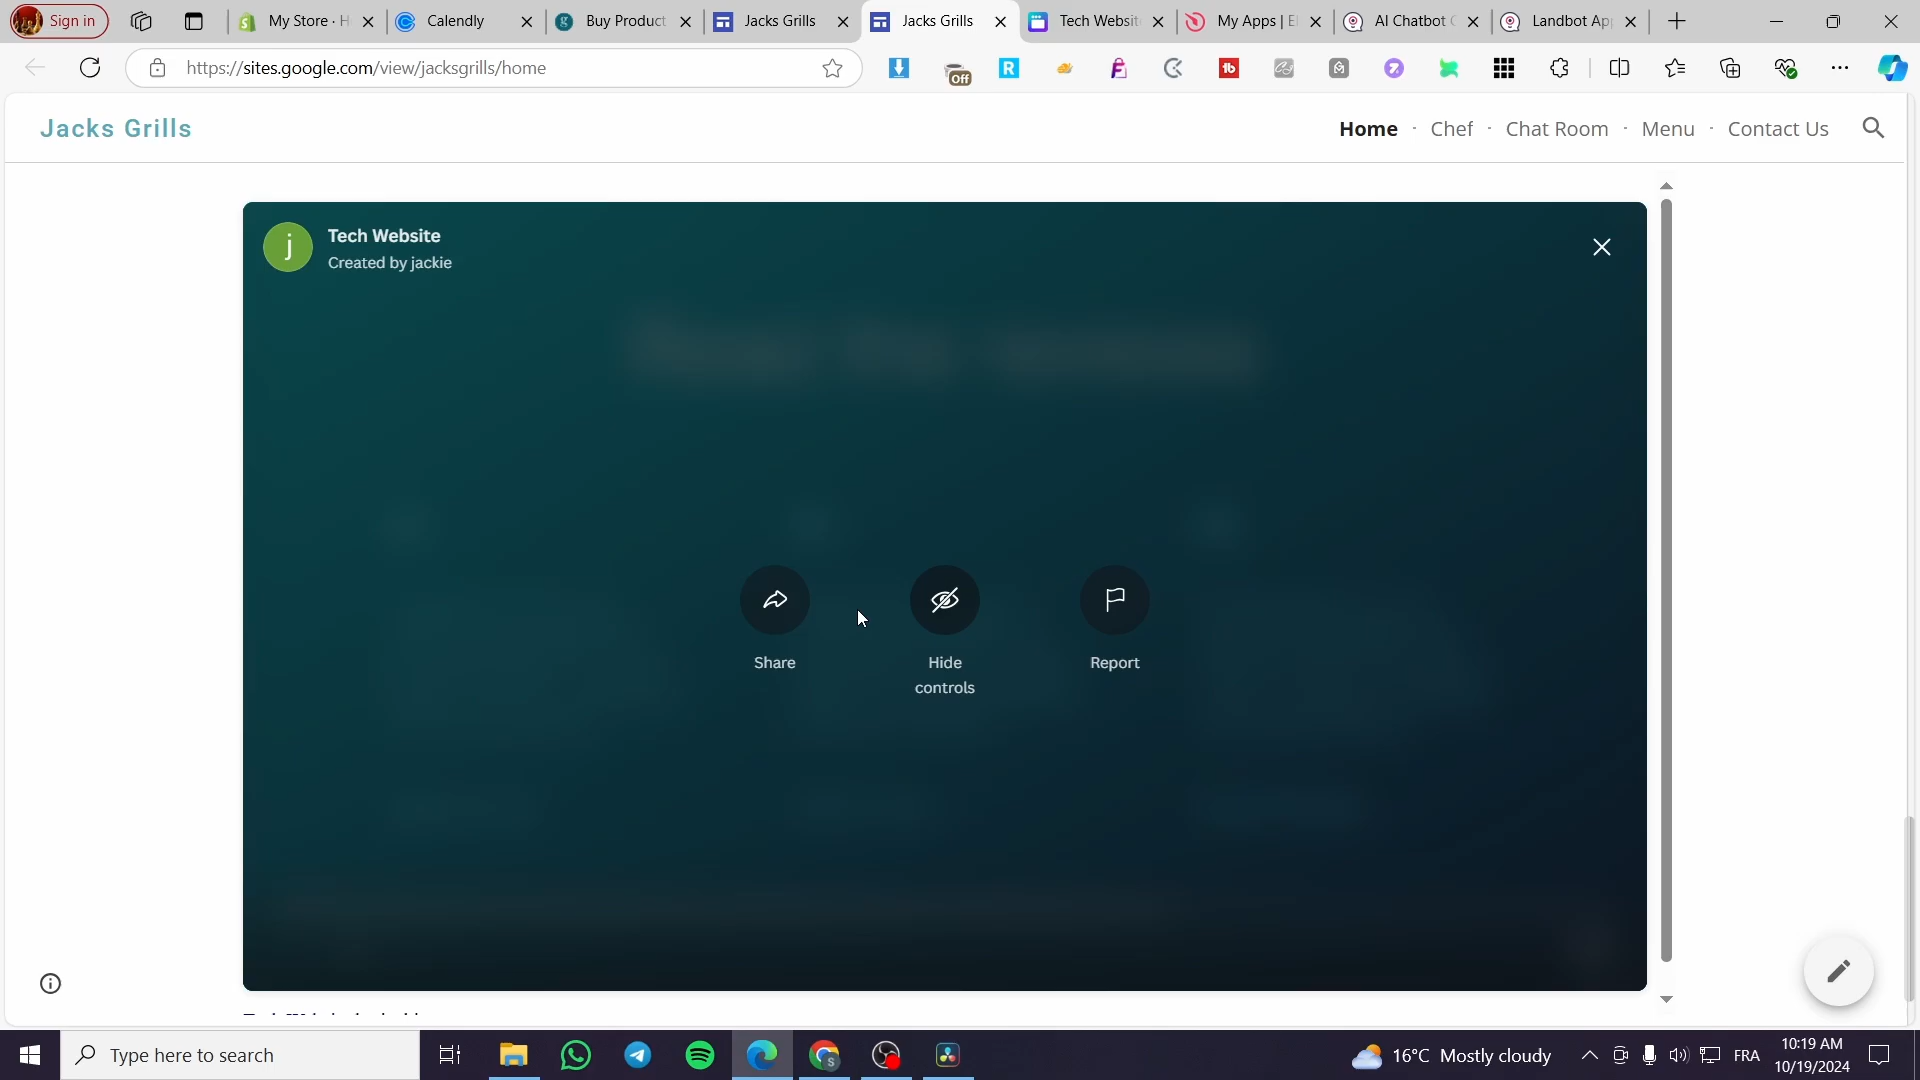 Sign in
My Store · H
Calendly
Buy Product
Jacks Grills
Jacks Grills
Tech Websit
My Apps | El
AI Chatbot
Landbot Ap
https://sites.google.com/view/jacksgrills/home
Off
Jacks Grills
Home · Chef · Chat Room · Menu · Contact Us
j
Tech Website
Created by jackie
Share
Hide
controls
Report
Type here to search
16°C Mostly cloudy
FRA
10:19 AM
10/19/2024